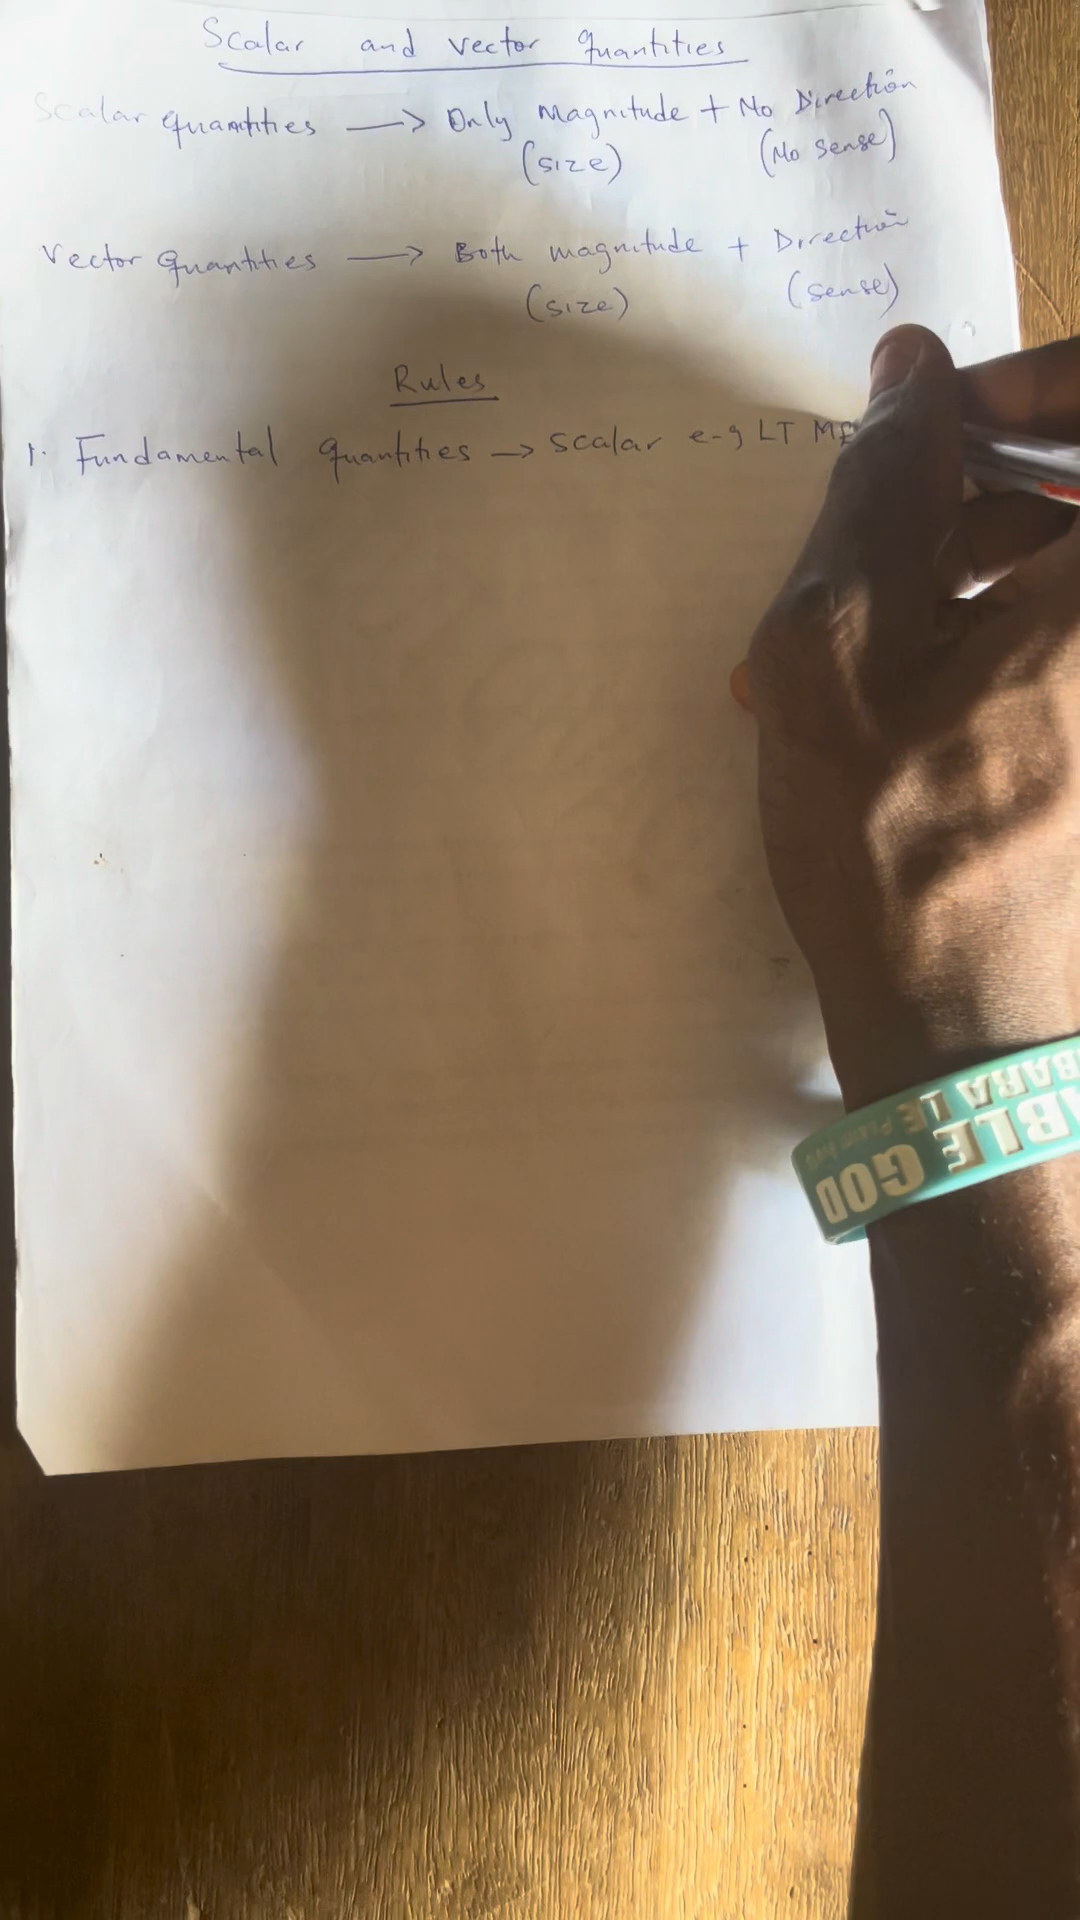 Scalar and vector Quantities
Scalar Quantities → Only Magnitude + No Direction
(size) (No sense)
Vector Quantities → Both magnitude + Direction
(size) (sense)
Rules
1. Fundamental Quantities → scalar e-g LT
ABLE GOD